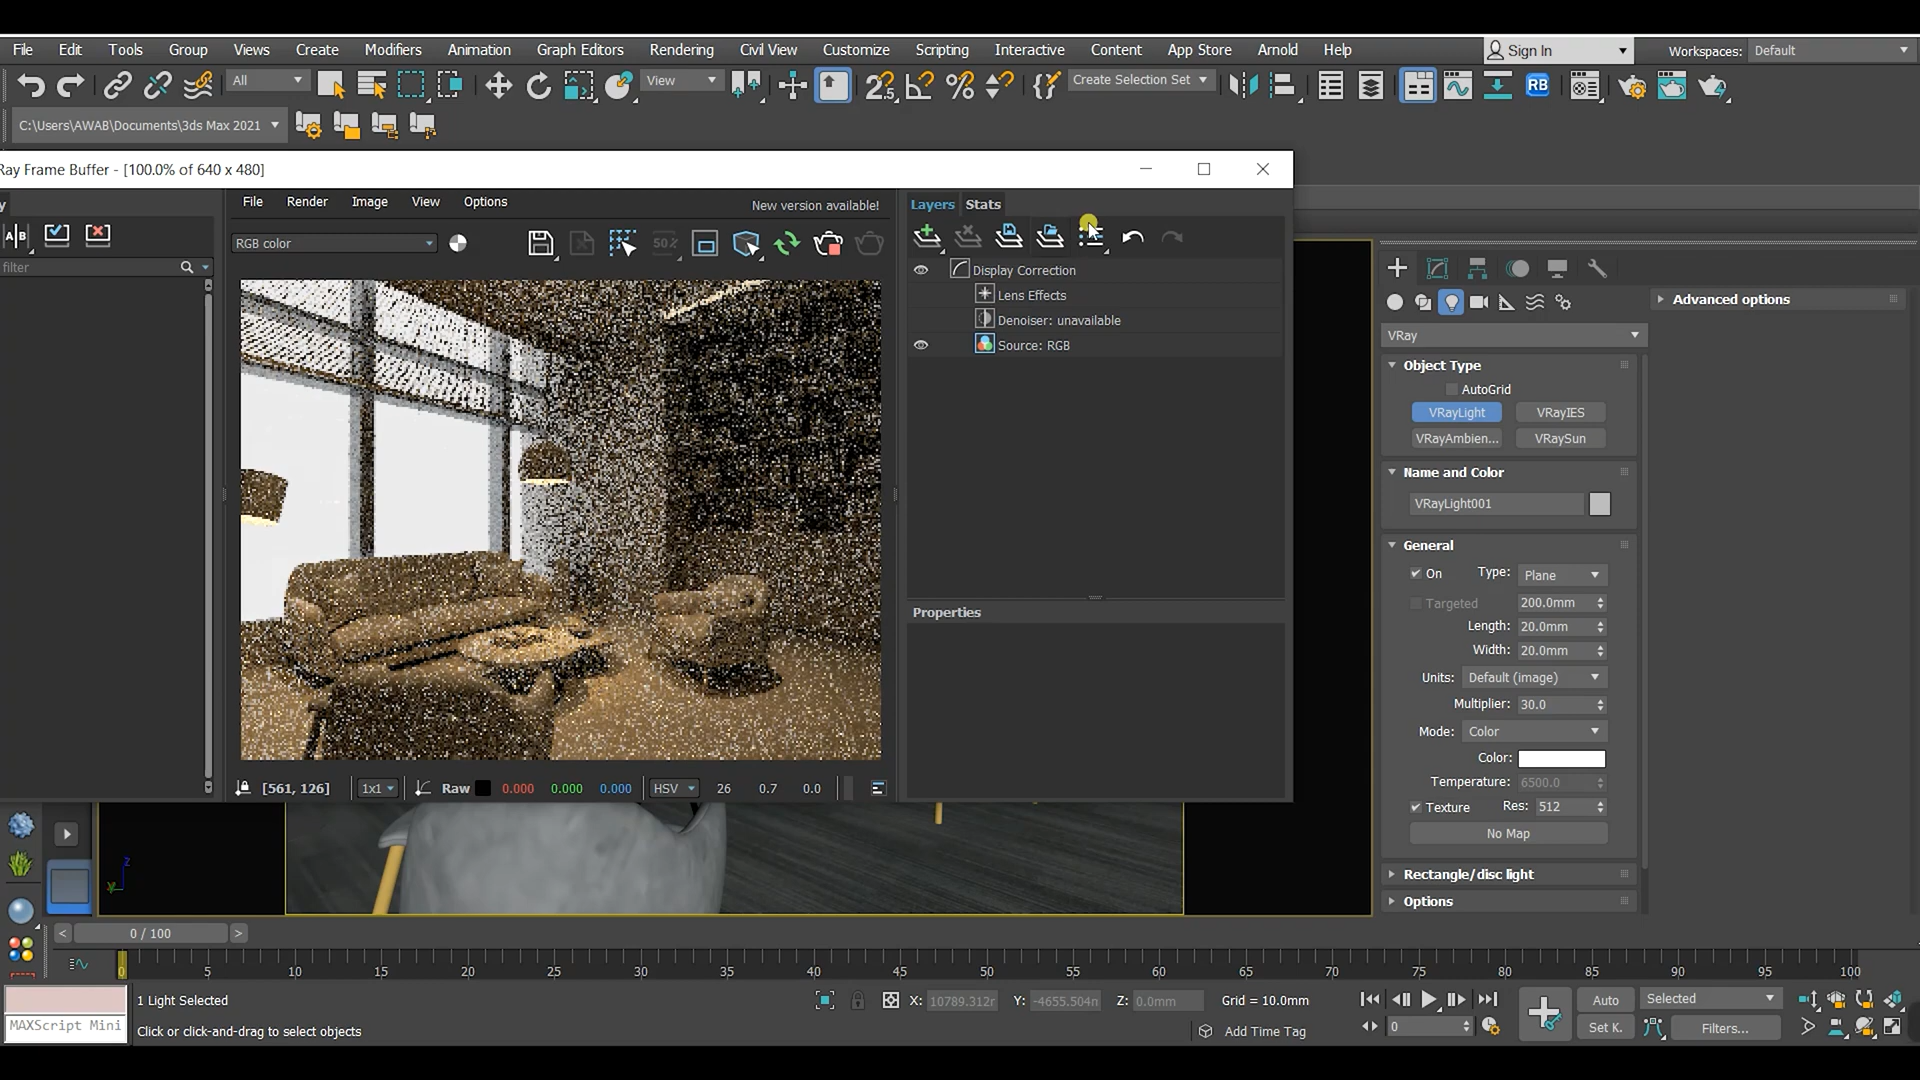 File Edit Tools Group Views Create Modifiers Animation Graph Editors Rendering Civil View Customize Scripting Interactive Content App Store Arnold Help Sign In Workspaces: Default
All View Create Selection Set RB
C:\Users\AWAB\Documents\3ds Max 2021
Ray Frame Buffer - [100.0% of 640 x 480]
File Render Image View Options New version available!
Layers Stats
RGB color
filter
Display Correction
Lens Effects
Denoiser: unavailable
Source: RGB
Properties
[561, 126] 1x1 Raw 0.000 0.000 0.000 HSV 26 0.7 0.0
Advanced options
VRay
Object Type
AutoGrid
VRayLight VRayIES
VRayAmbien... VRaySun
Name and Color
VRayLight001
General
On Type: Plane
Targeted 200.0mm
Length: 20.0mm
Width: 20.0mm
Units: Default (image)
Multiplier: 30.0
Mode: Color
Color:
Temperature: 6500.0
Texture Res: 512
No Map
Rectangle/disc light
Options
< 0 / 100 >
0 5 10 15 20 25 30 35 40 45 50 55 60 65 70 75 80 85 90 95 100
1 Light Selected X: 10789.312r Y: -4655.504n Z: 0.0mm Grid = 10.0mm Auto Selected
MAXScript Mini Click or click-and-drag to select objects Add Time Tag 0 Set K. Filters...